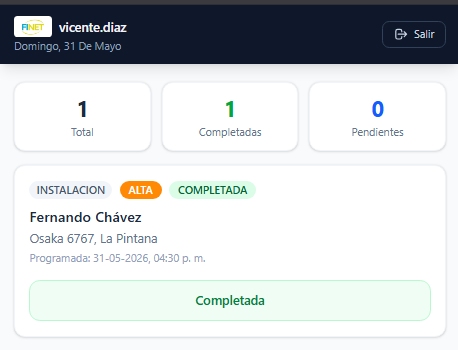 FINET vicente.diaz
Domingo, 31 De Mayo
Salir
1
Total
1
Completadas
0
Pendientes
INSTALACION ALTA COMPLETADA
Fernando Chávez
Osaka 6767, La Pintana
Programada: 31-05-2026, 04:30 p. m.
Completada